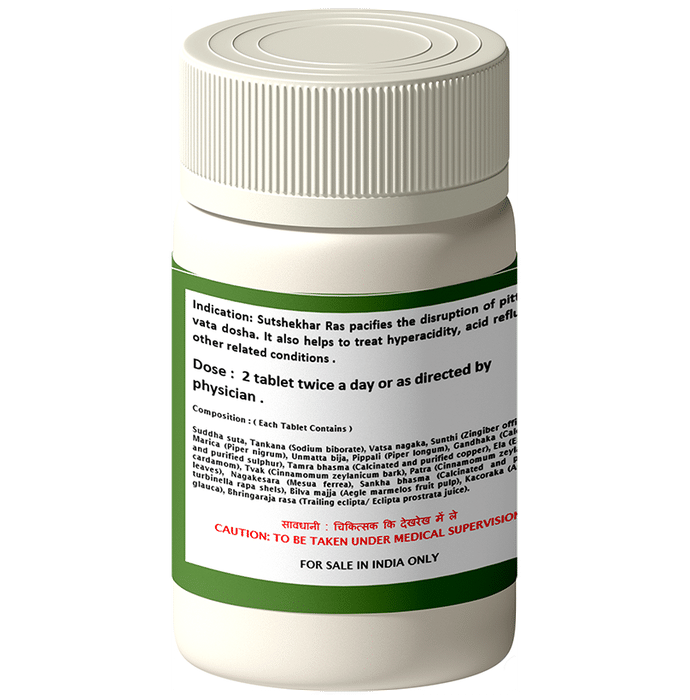 Indication: Sutshekhar Ras pacifies the disruption of pitt
vata dosha. It also helps to treat hyperacidity, acid reflu
other related conditions .
Dose : 2 tablet twice a day or as directed by
physician .
Composition : ( Each Tablet Contains )
Suddha suta, Tankana (Sodium biborate), Vatsa nagaka, Sunthi (Zingiber offi
Marica (Piper nigrum), Unmatta bija, Pippali (Piper longum), Gandhaka (Calc
and purified sulphur), Tamra bhasma (Calcinated and purified copper), Ela (E
cardamom), Tvak (Cinnamomum zeylanicum bark), Patra (Cinnamomum zeylan
leaves), Nagakesara (Mesua ferrea), Sankha bhasma (Calcinated and p
turbinella rapa shels), Bilva majja (Aegle marmelos fruit pulp), Kacoraka (A
glauca), Bhringaraja rasa (Trailing eclipta/ Eclipta prostrata juice).
सावधानी : चिकित्सक कि देखरेख में ले
CAUTION: TO BE TAKEN UNDER MEDICAL SUPERVISION
FOR SALE IN INDIA ONLY